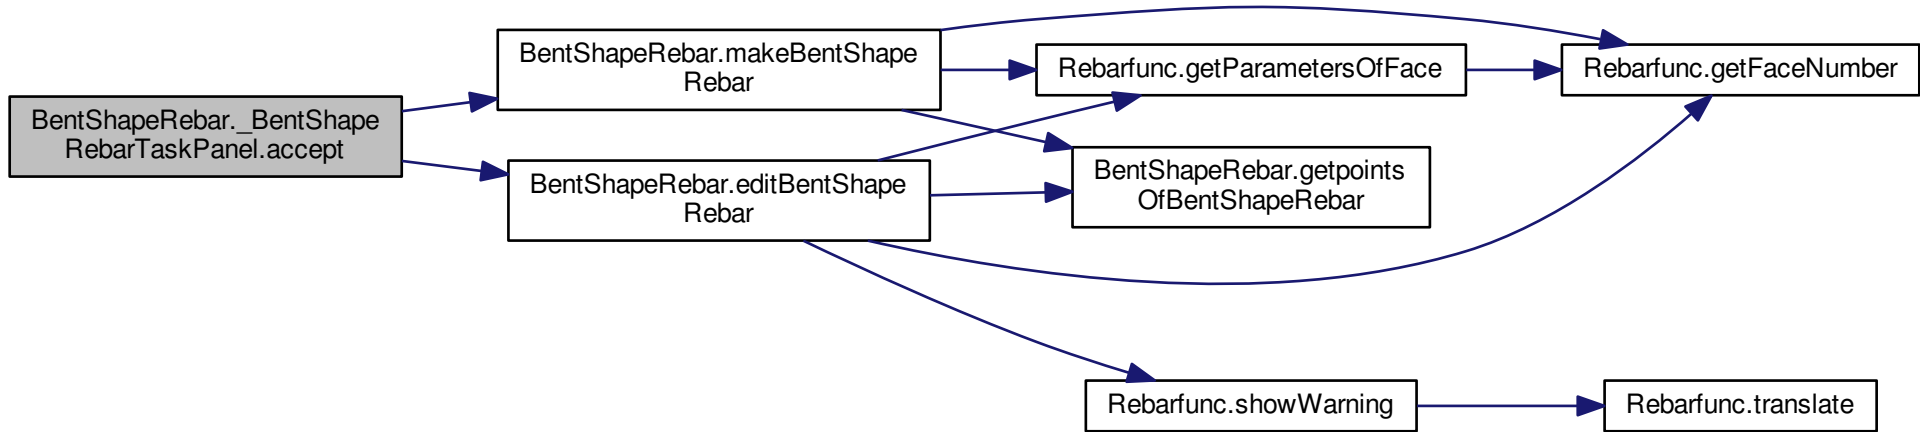 BentShapeRebar._BentShape
RebarTaskPanel.accept
BentShapeRebar.makeBentShape
Rebar
BentShapeRebar.editBentShape
Rebar
Rebarfunc.getParametersOfFace
BentShapeRebar.getpoints
OfBentShapeRebar
Rebarfunc.showWarning
Rebarfunc.getFaceNumber
Rebarfunc.translate